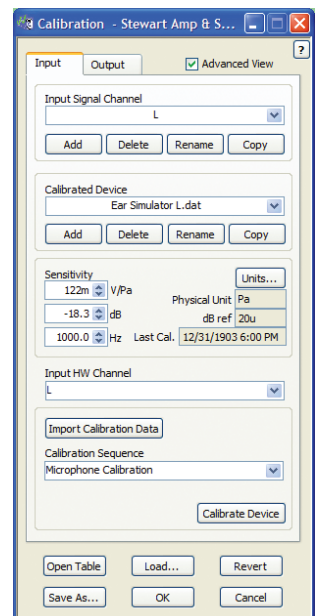 Calibration - Stewart Amp & S...
?
Input Output Advanced View
Input Signal Channel
L
Add Delete Rename Copy
Calibrated Device
Ear Simulator L.dat
Add Delete Rename Copy
Sensitivity Units...
122m V/Pa Physical Unit Pa
-18.3 dB dB ref 20u
1000.0 Hz Last Cal. 12/31/1903 6:00 PM
Input HW Channel
L
Import Calibration Data
Calibration Sequence
Microphone Calibration
Calibrate Device
Open Table Load... Revert
Save As... OK Cancel